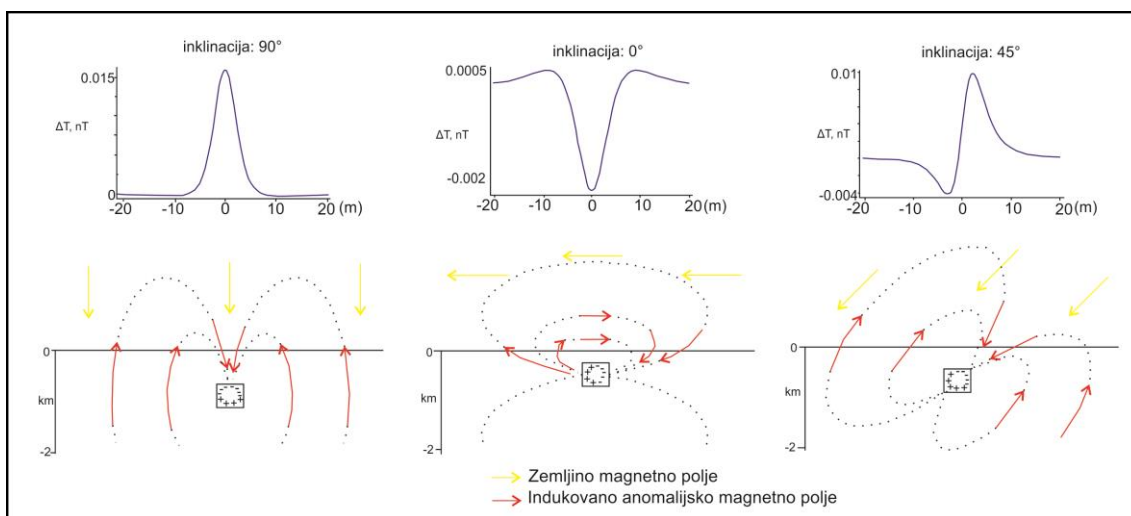 inklinacija: 90°
0.015
ΔT, nT
0
-20
-10
0
10
20 (m)
inklinacija: 0°
0.0005
ΔT, nT
-0.002
-20
-10
0
10
20 (m)
inklinacija: 45°
0.01
ΔT, nT
-0.004
-20
-10
0
10
20 (m)
0
km
-2
0
km
-2
0
km
-2
Zemljino magnetno polje
Indukovano anomalijsko magnetno polje